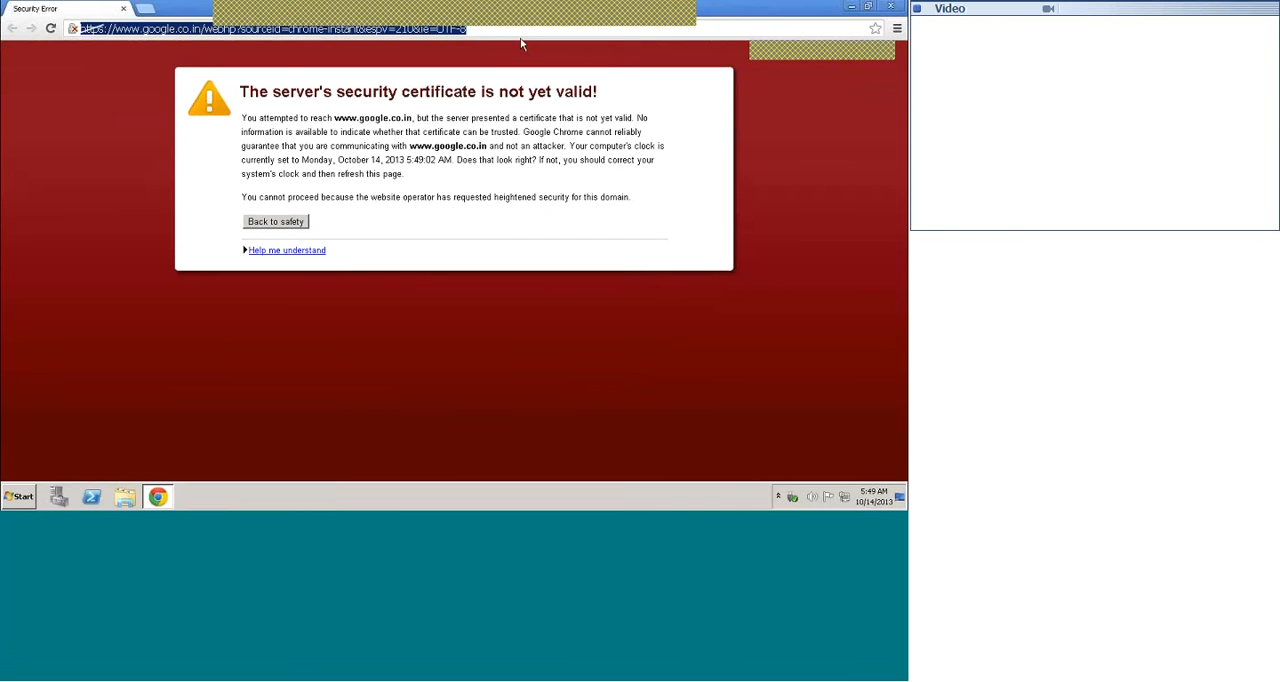 Security Error
https://www.google.co.in/webhp?sourceid=chrome-instant&espv=210&ie=UTF-8
The server's security certificate is not yet valid!
You attempted to reach www.google.co.in, but the server presented a certificate that is not yet valid. No
information is available to indicate whether that certificate can be trusted. Google Chrome cannot reliably
guarantee that you are communicating with www.google.co.in and not an attacker. Your computer's clock is
currently set to Monday, October 14, 2013 5:49:02 AM. Does that look right? If not, you should correct your
system's clock and then refresh this page.
You cannot proceed because the website operator has requested heightened security for this domain.
Back to safety
Help me understand
Start
5:49 AM
10/14/2013
Video